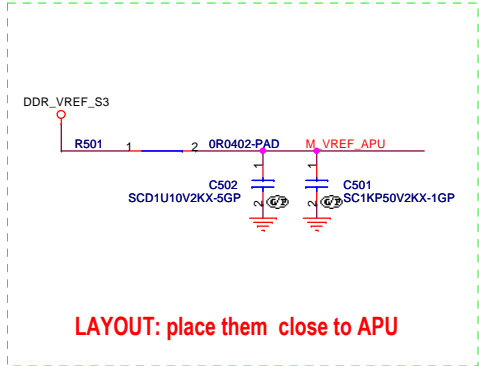 DDR_VREF_S3
R501 1 2 0R0402-PAD M_VREF_APU
1 1
C502 C501
SCD1U10V2KX-5GP SC1KP50V2KX-1GP
2 2
LAYOUT: place them close to APU